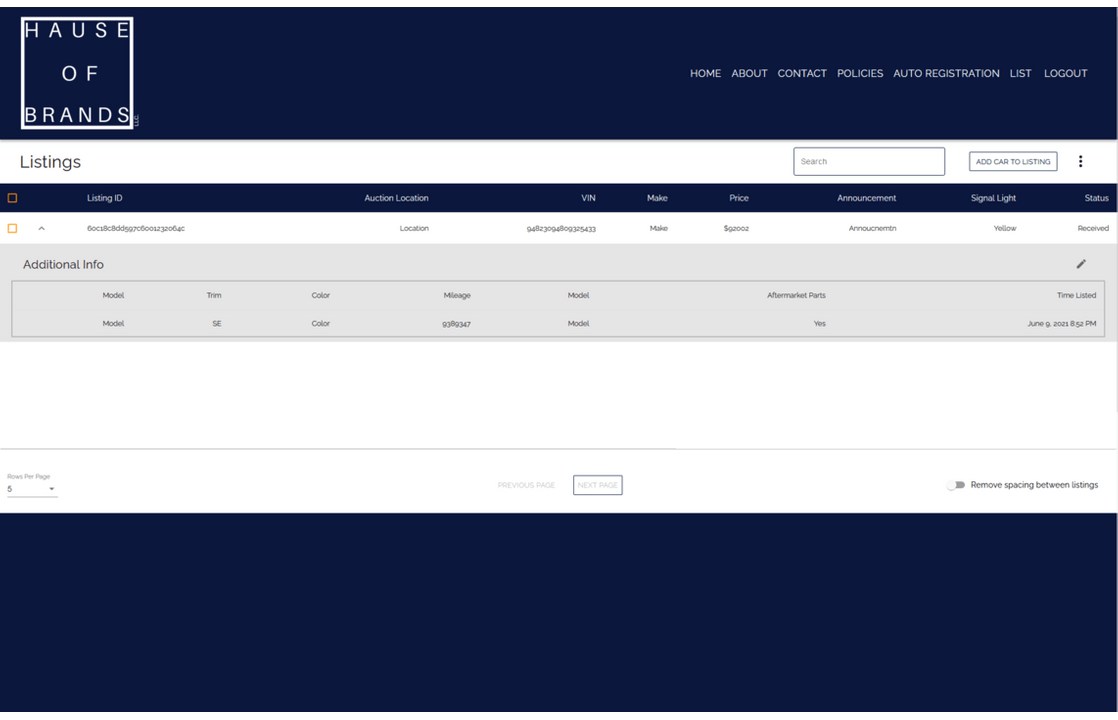 HAUSE
OF
BRANDS
LLC
HOME ABOUT CONTACT POLICIES AUTO REGISTRATION LIST LOGOUT
Listings Search ADD CAR TO LISTING
Listing ID Auction Location VIN Make Price Announcement Signal Light Status
60c18c8dd597c6001232064c Location 94823094809325433 Make $92002 Annoucnemtn Yellow Received
Additional Info
Model Trim Color Mileage Model Aftermarket Parts Time Listed
Model SE Color 9389347 Model Yes June 9, 2021 8:52 PM
Rows Per Page
5 PREVIOUS PAGE NEXT PAGE Remove spacing between listings